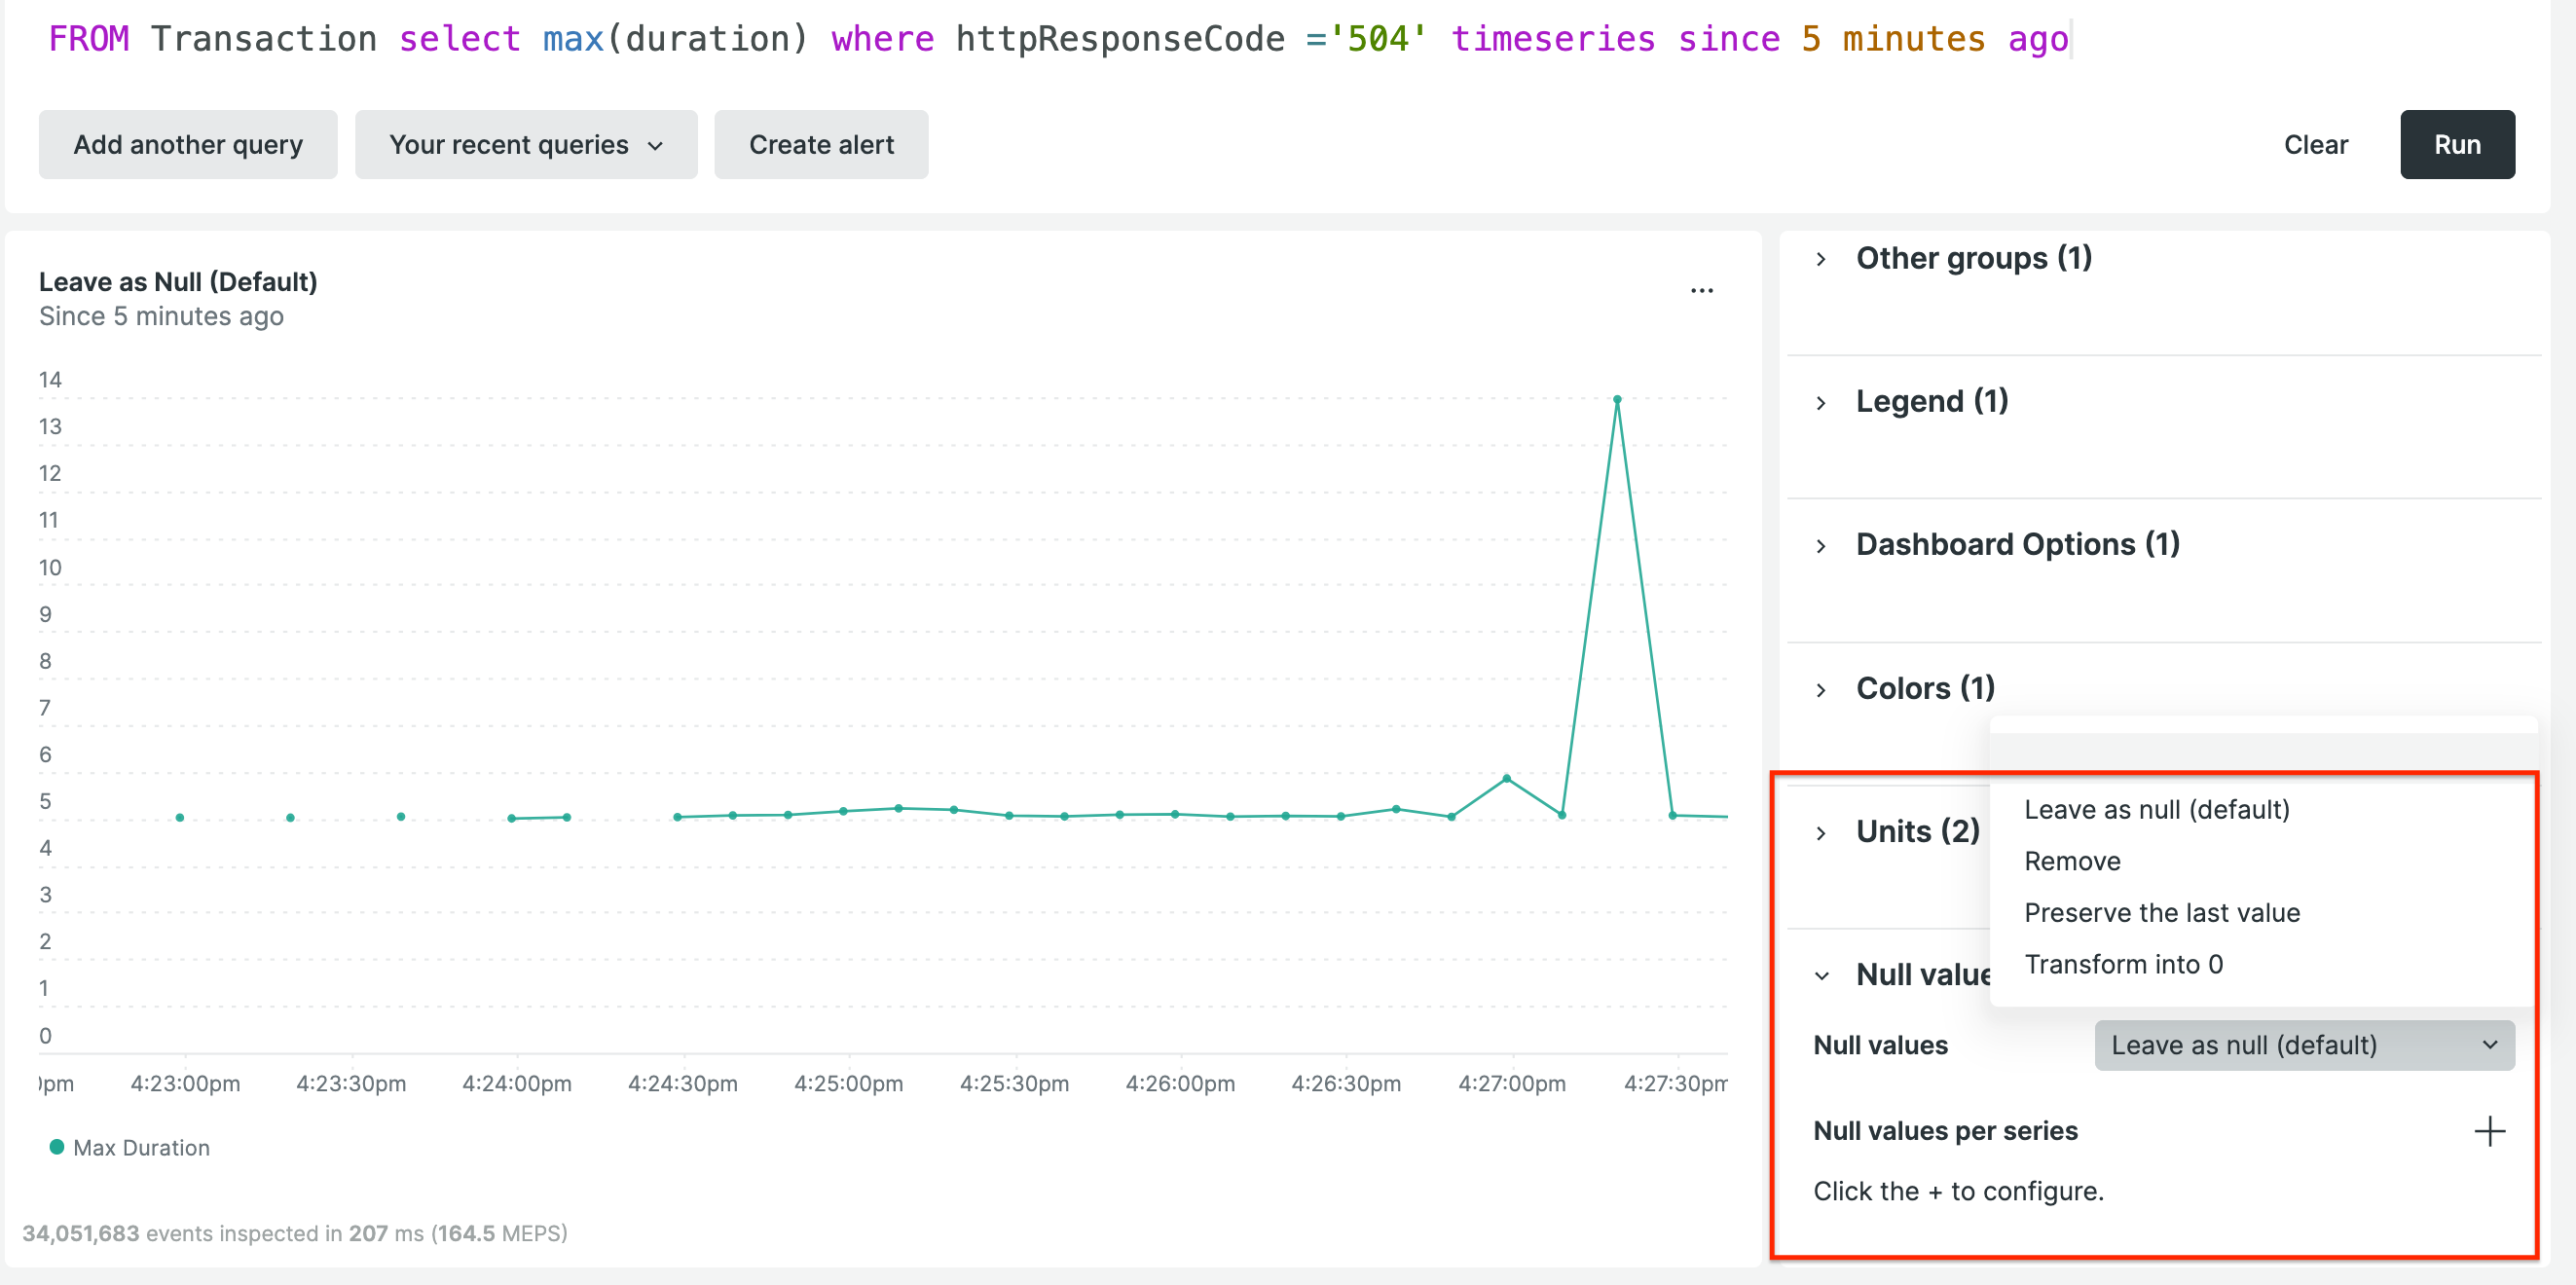 FROM Transaction select max(duration) where httpResponseCode ='504' timeseries since 5 minutes ago
Add another query
Your recent queries
Create alert
Clear
Run
Leave as Null (Default)
Since 5 minutes ago
...
14
13
12
11
10
9
8
7
6
5
4
3
2
1
0
4:23:00pm 4:23:30pm 4:24:00pm 4:24:30pm 4:25:00pm 4:25:30pm 4:26:00pm 4:26:30pm 4:27:00pm 4:27:30pm
Max Duration
34,051,683 events inspected in 207 ms (164.5 MEPS)
Other groups (1)
Legend (1)
Dashboard Options (1)
Colors (1)
Units (2)
Leave as null (default)
Remove
Preserve the last value
Transform into 0
Null value
Null values
Leave as null (default)
Null values per series
+
Click the + to configure.